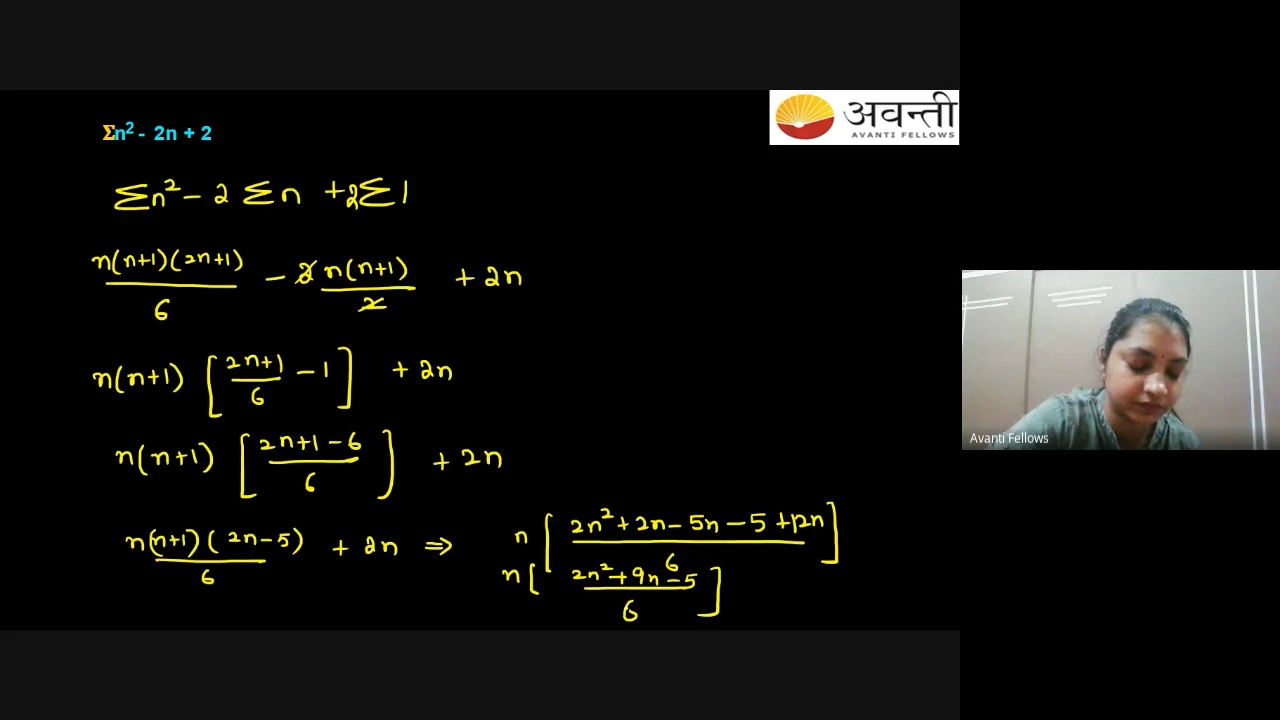 अवन्ती
AVANTI FELLOWS
Σn² - 2n + 2
Σn² - 2 Σn + 2Σ1
n(n+1)(2n+1)/6 - 2 n(n+1)/2 + 2n
n(n+1) [2n+1/6 - 1] + 2n
n(n+1) [2n+1-6/6] + 2n
n(n+1)(2n-5)/6 + 2n ⇒ n [2n²+2n-5n-5+12n/6]
n[2n²+9n-5/6]
Avanti Fellows